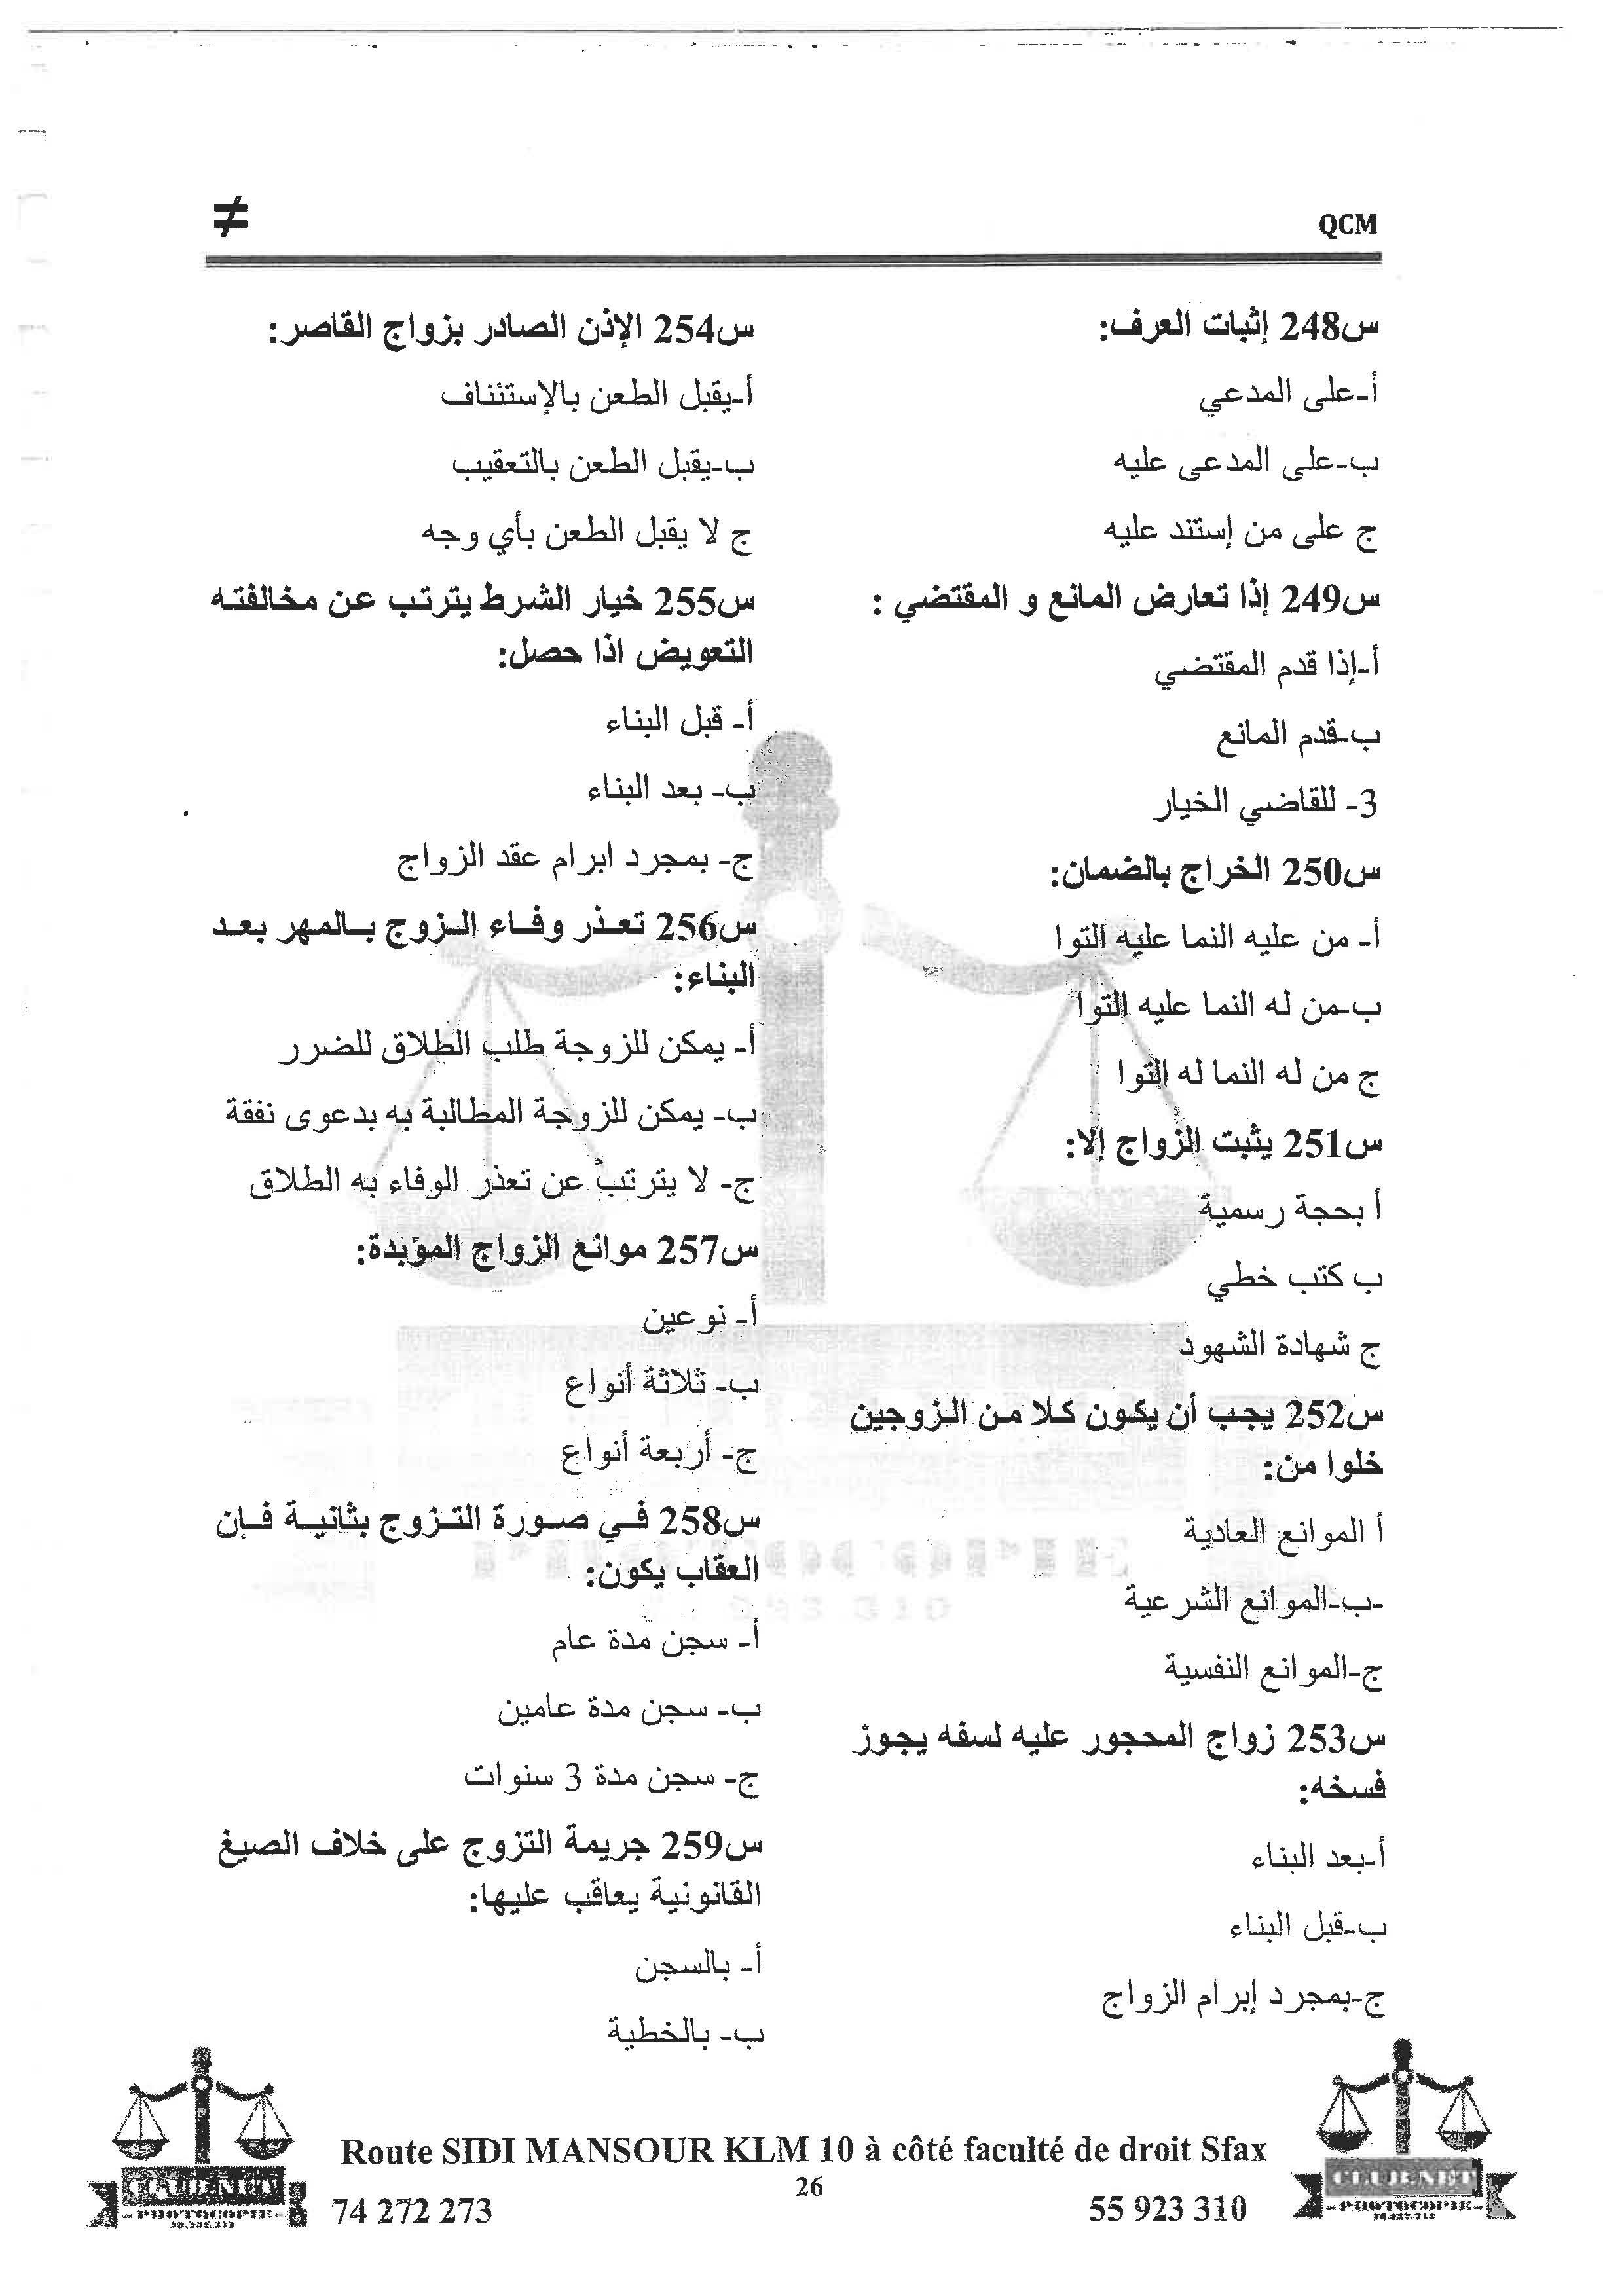 ≠
QCM
س248 إثبات العرف:
أ-على المدعي
ب-على المدعى عليه
ج على من إستند عليه
س249 إذا تعارض المانع و المقتضي :
أ-إذا قدم المقتضي
ب-قدم المانع
3- للقاضي الخيار
س250 الخراج بالضمان:
أ- من عليه النما عليه التوا
ب-من له النما عليه التوا
ج من له النما له التوا
س251 يثبت الزواج إلا:
أ بحجة رسمية
ب كتب خطي
ج شهادة الشهود
س252 يجب أن يكون كلا من الزوجين
خلوا من:
أ الموانع العادية
-ب-الموانع الشرعية
ج-الموانع النفسية
س253 زواج المحجور عليه لسفه يجوز
فسخه:
أ-بعد البناء
ب-قبل البناء
ج-بمجرد إبرام الزواج
س254 الإذن الصادر بزواج القاصر:
أ-يقبل الطعن بالإستئناف
ب-يقبل الطعن بالتعقيب
ج لا يقبل الطعن بأي وجه
س255 خيار الشرط يترتب عن مخالفته
التعويض اذا حصل:
أ- قبل البناء
ب- بعد البناء
ج- بمجرد ابرام عقد الزواج
س256 تعذر وفاء الزوج بالمهر بعد
البناء:
أ- يمكن للزوجة طلب الطلاق للضرر
ب- يمكن للزوجة المطالبة به بدعوى نفقة
ج- لا يترتب عن تعذر الوفاء به الطلاق
س257 موانع الزواج المؤبدة:
أ- نوعين
ب- ثلاثة أنواع
ج- أربعة أنواع
س258 في صورة التزوج بثانية فإن
العقاب يكون:
أ- سجن مدة عام
ب- سجن مدة عامين
ج- سجن مدة 3 سنوات
س259 جريمة التزوج على خلاف الصيغ
القانونية يعاقب عليها:
أ- بالسجن
ب- بالخطية
Route SIDI MANSOUR KLM 10 à côté faculté de droit Sfax
26
74 272 273
55 923 310
CLUB.NET
- PHOTOCOPIE -
CLUB.NET
- PHOTOCOPIE -